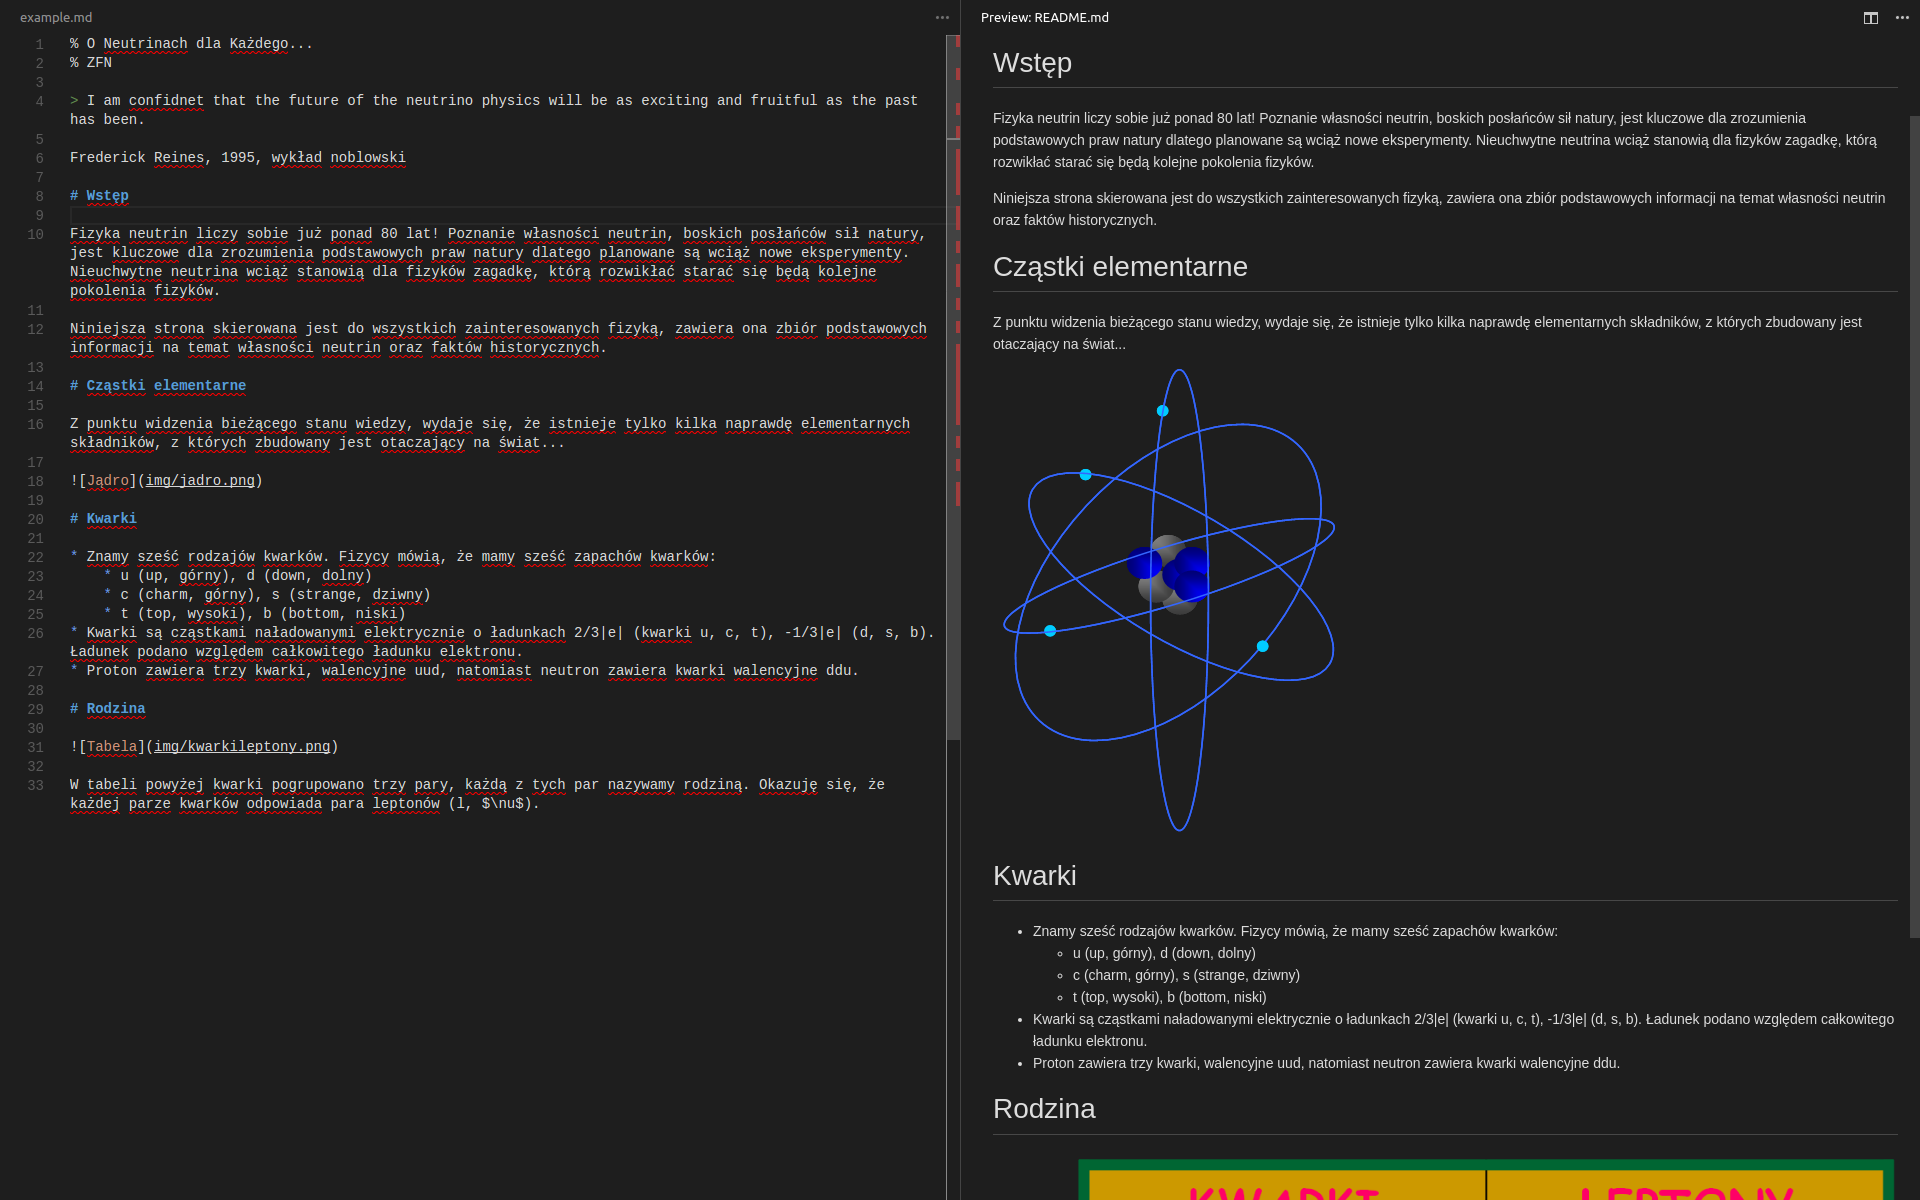 example.md
1 % O Neutrinach dla Każdego...
2 % ZFN
3
4 > I am confidnet that the future of the neutrino physics will be as exciting and fruitful as the past
has been.
5
6 Frederick Reines, 1995, wykład noblowski
7
8 # Wstęp
9
10 Fizyka neutrin liczy sobie już ponad 80 lat! Poznanie własności neutrin, boskich posłańców sił natury,
jest kluczowe dla zrozumienia podstawowych praw natury dlatego planowane są wciąż nowe eksperymenty.
Nieuchwytne neutrina wciąż stanowią dla fizyków zagadkę, którą rozwikłać starać się będą kolejne
pokolenia fizyków.
11
12 Niniejsza strona skierowana jest do wszystkich zainteresowanych fizyką, zawiera ona zbiór podstawowych
informacji na temat własności neutrin oraz faktów historycznych.
13
14 # Cząstki elementarne
15
16 Z punktu widzenia bieżącego stanu wiedzy, wydaje się, że istnieje tylko kilka naprawdę elementarnych
składników, z których zbudowany jest otaczający na świat...
17
18 ![Jądro](img/jadro.png)
19
20 # Kwarki
21
22 * Znamy sześć rodzajów kwarków. Fizycy mówią, że mamy sześć zapachów kwarków:
23 * u (up, górny), d (down, dolny)
24 * c (charm, górny), s (strange, dziwny)
25 * t (top, wysoki), b (bottom, niski)
26 * Kwarki są cząstkami naładowanymi elektrycznie o ładunkach 2/3|e| (kwarki u, c, t), -1/3|e| (d, s, b).
Ładunek podano względem całkowitego ładunku elektronu.
27 * Proton zawiera trzy kwarki, walencyjne uud, natomiast neutron zawiera kwarki walencyjne ddu.
28
29 # Rodzina
30
31 ![Tabela](img/kwarkileptony.png)
32
33 W tabeli powyżej kwarki pogrupowano trzy pary, każdą z tych par nazywamy rodziną. Okazuję się, że
każdej parze kwarków odpowiada para leptonów (l, $\nu$).
Preview: README.md
Wstęp
Fizyka neutrin liczy sobie już ponad 80 lat! Poznanie własności neutrin, boskich posłańców sił natury, jest kluczowe dla zrozumienia
podstawowych praw natury dlatego planowane są wciąż nowe eksperymenty. Nieuchwytne neutrina wciąż stanowią dla fizyków zagadkę, którą
rozwikłać starać się będą kolejne pokolenia fizyków.
Niniejsza strona skierowana jest do wszystkich zainteresowanych fizyką, zawiera ona zbiór podstawowych informacji na temat własności neutrin
oraz faktów historycznych.
Cząstki elementarne
Z punktu widzenia bieżącego stanu wiedzy, wydaje się, że istnieje tylko kilka naprawdę elementarnych składników, z których zbudowany jest
otaczający na świat...
Kwarki
• Znamy sześć rodzajów kwarków. Fizycy mówią, że mamy sześć zapachów kwarków:
◦ u (up, górny), d (down, dolny)
◦ c (charm, górny), s (strange, dziwny)
◦ t (top, wysoki), b (bottom, niski)
• Kwarki są cząstkami naładowanymi elektrycznie o ładunkach 2/3|e| (kwarki u, c, t), -1/3|e| (d, s, b). Ładunek podano względem całkowitego
ładunku elektronu.
• Proton zawiera trzy kwarki, walencyjne uud, natomiast neutron zawiera kwarki walencyjne ddu.
Rodzina
KWARKI LEPTONY